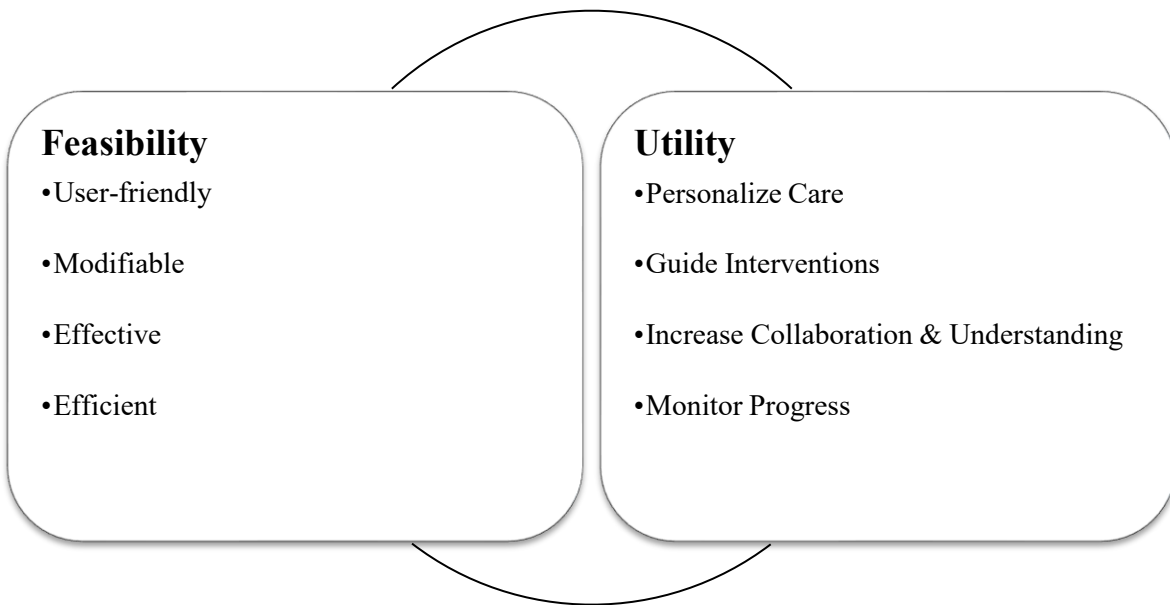 Feasibility
•User-friendly
•Modifiable
•Effective
•Efficient
Utility
•Personalize Care
•Guide Interventions
•Increase Collaboration & Understanding
•Monitor Progress